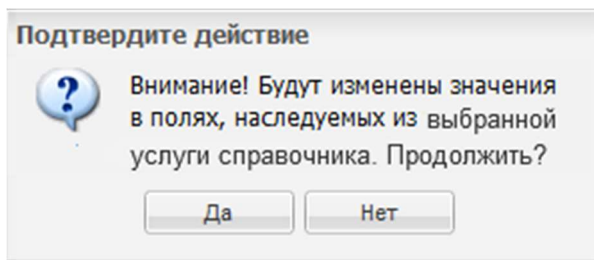 Подтвердите действие
Внимание! Будут изменены значения
в полях, наследуемых из выбранной
услуги справочника. Продолжить?
Да
Нет